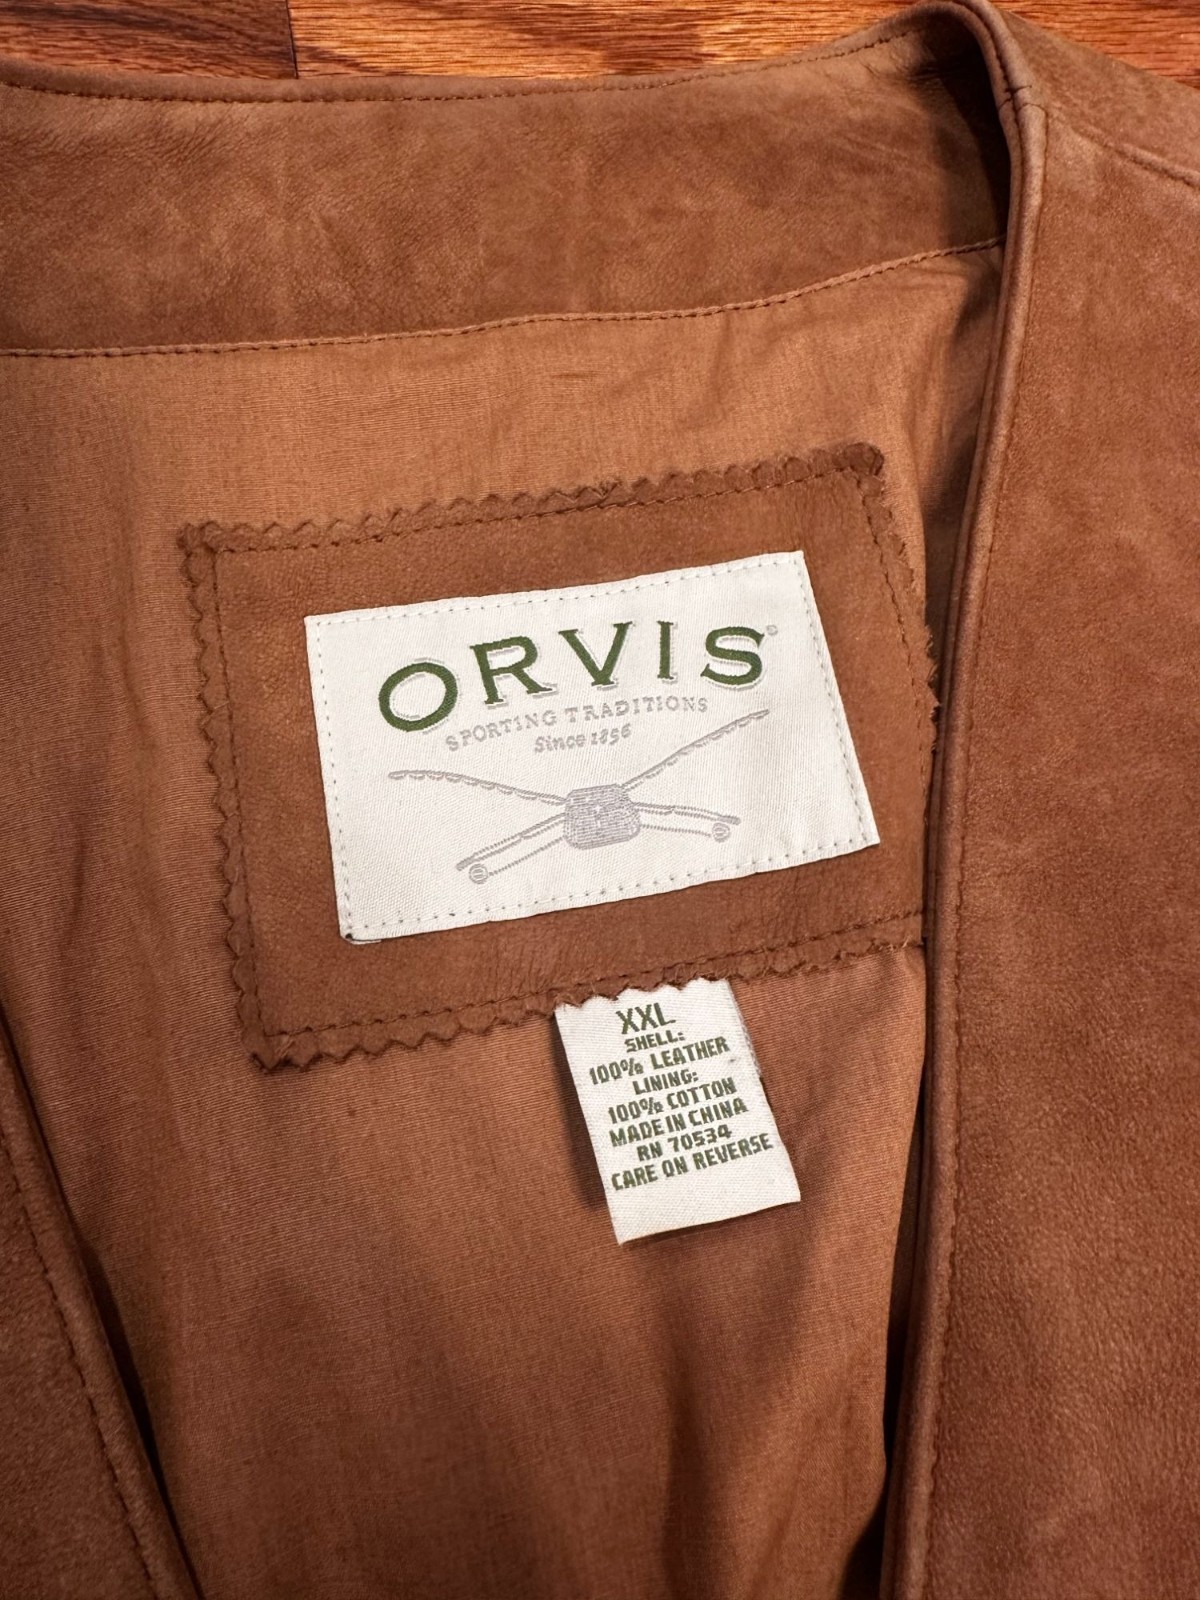 ORVIS®
SPORTING TRADITIONS
Since 1856
XXL
SHELL:
100% LEATHER
LINING:
100% COTTON
MADE IN CHINA
RN 70534
CARE ON REVERSE